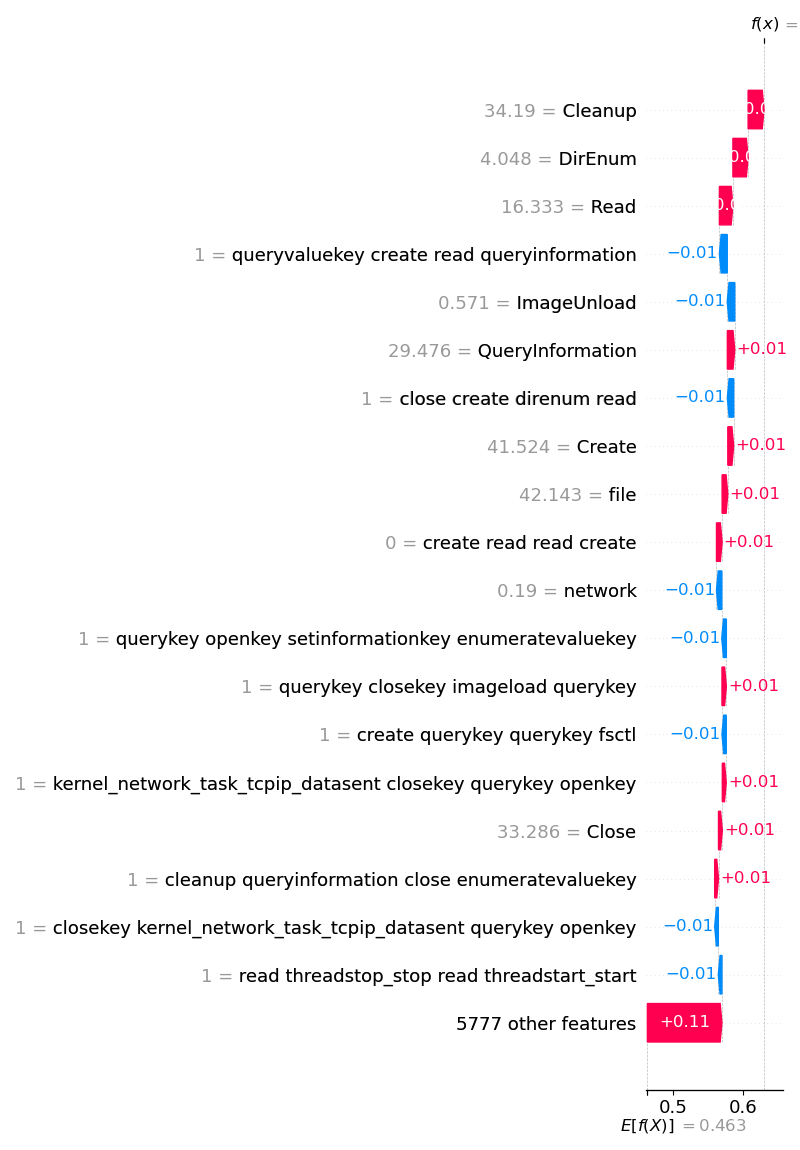 f(x) =
34.19 = Cleanup
4.048 = DirEnum
16.333 = Read
1 = queryvaluekey create read queryinformation
−0.01
0.571 = ImageUnload
−0.01
29.476 = QueryInformation
+0.01
1 = close create direnum read
−0.01
41.524 = Create
+0.01
42.143 = file
+0.01
0 = create read read create
+0.01
0.19 = network
−0.01
1 = querykey openkey setinformationkey enumeratevaluekey
−0.01
1 = querykey closekey imageload querykey
+0.01
1 = create querykey querykey fsctl
−0.01
1 = kernel_network_task_tcpip_datasent closekey querykey openkey
+0.01
33.286 = Close
+0.01
1 = cleanup queryinformation close enumeratevaluekey
+0.01
1 = closekey kernel_network_task_tcpip_datasent querykey openkey
−0.01
1 = read threadstop_stop read threadstart_start
−0.01
5777 other features
+0.11
0.5 0.6
E[f(X)] = 0.463